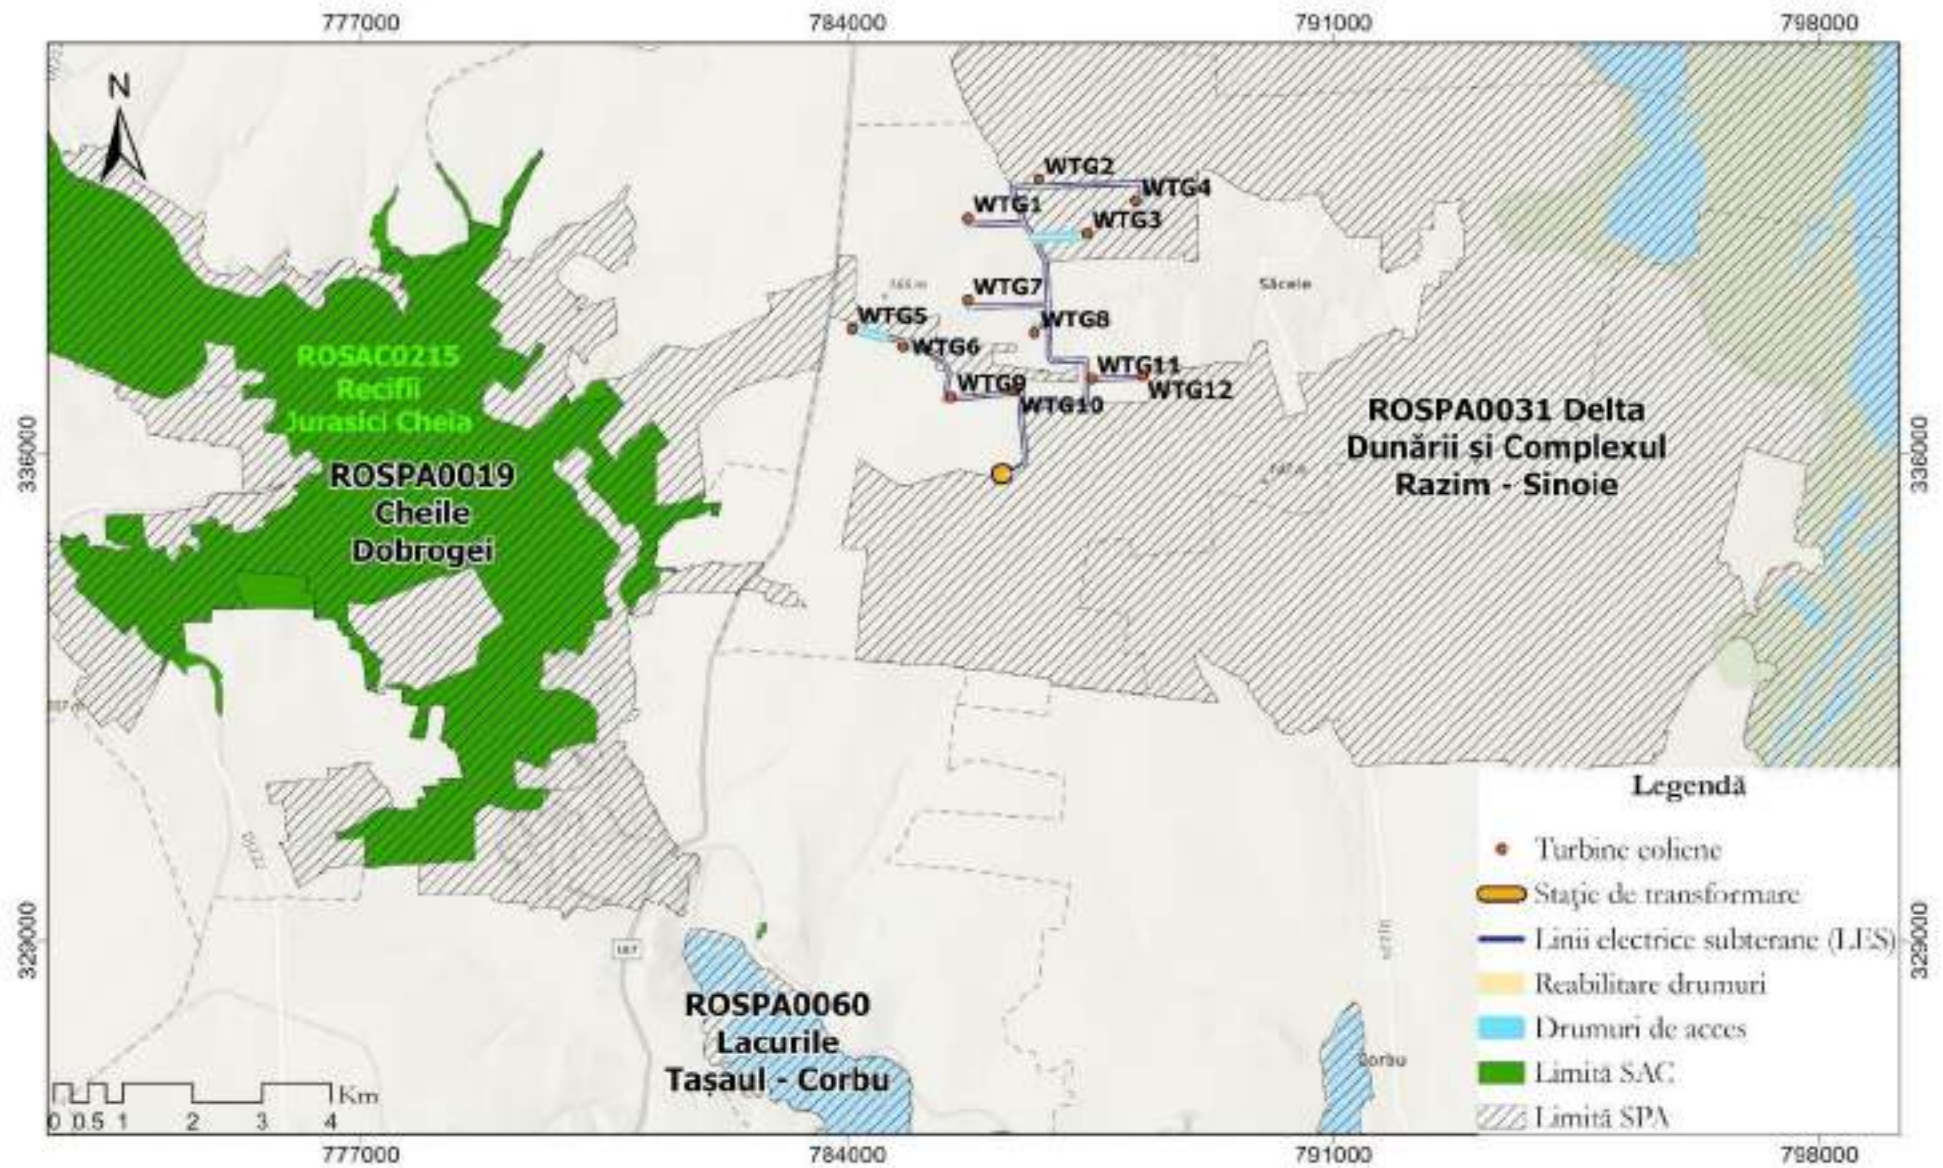 777000
784000
791000
798000
N
WTG2
WTG4
WTG1
WTG3
WTG7
Săcele
WTG5
WTG8
WTG6
WTG11
WTG9
WTG12
WTG10
ROSAC0215
Recifii
Jurasici Cheia
ROSPA0019
Cheile
Dobrogei
ROSPA0031 Delta
Dunării și Complexul
Razim - Sinoie
336000
336000
Legendă
Turbine eoliene
Stație de transformare
Linii electrice subterane (LES)
Reabilitare drumuri
Drumuri de acces
Limită SAC
Limită SPA
329000
329000
ROSPA0060
Lacurile
Tașaul - Corbu
Corbu
Km
0 0.5 1 2 3 4
777000
784000
791000
798000